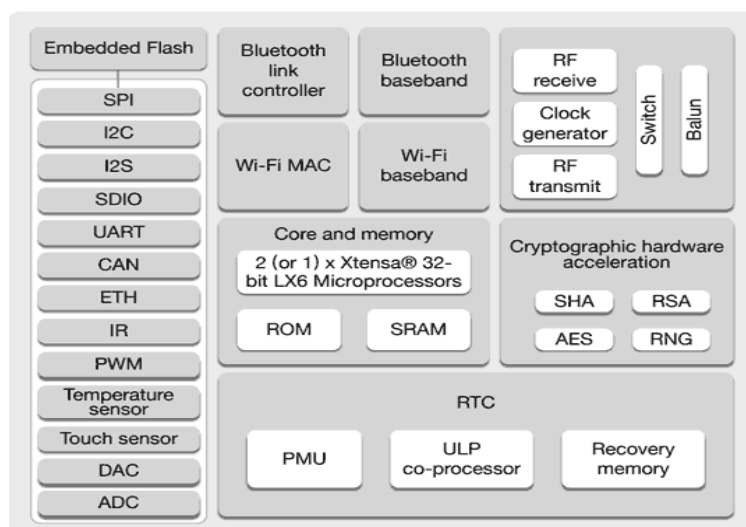 Embedded Flash
SPI
I2C
I2S
SDIO
UART
CAN
ETH
IR
PWM
Temperature
sensor
Touch sensor
DAC
ADC
Bluetooth
link
controller
Bluetooth
baseband
Wi-Fi MAC
Wi-Fi
baseband
RF
receive
Clock
generator
RF
transmit
Switch
Balun
Core and memory
2 (or 1) x Xtensa® 32-
bit LX6 Microprocessors
ROM
SRAM
Cryptographic hardware
acceleration
SHA
RSA
AES
RNG
RTC
PMU
ULP
co-processor
Recovery
memory